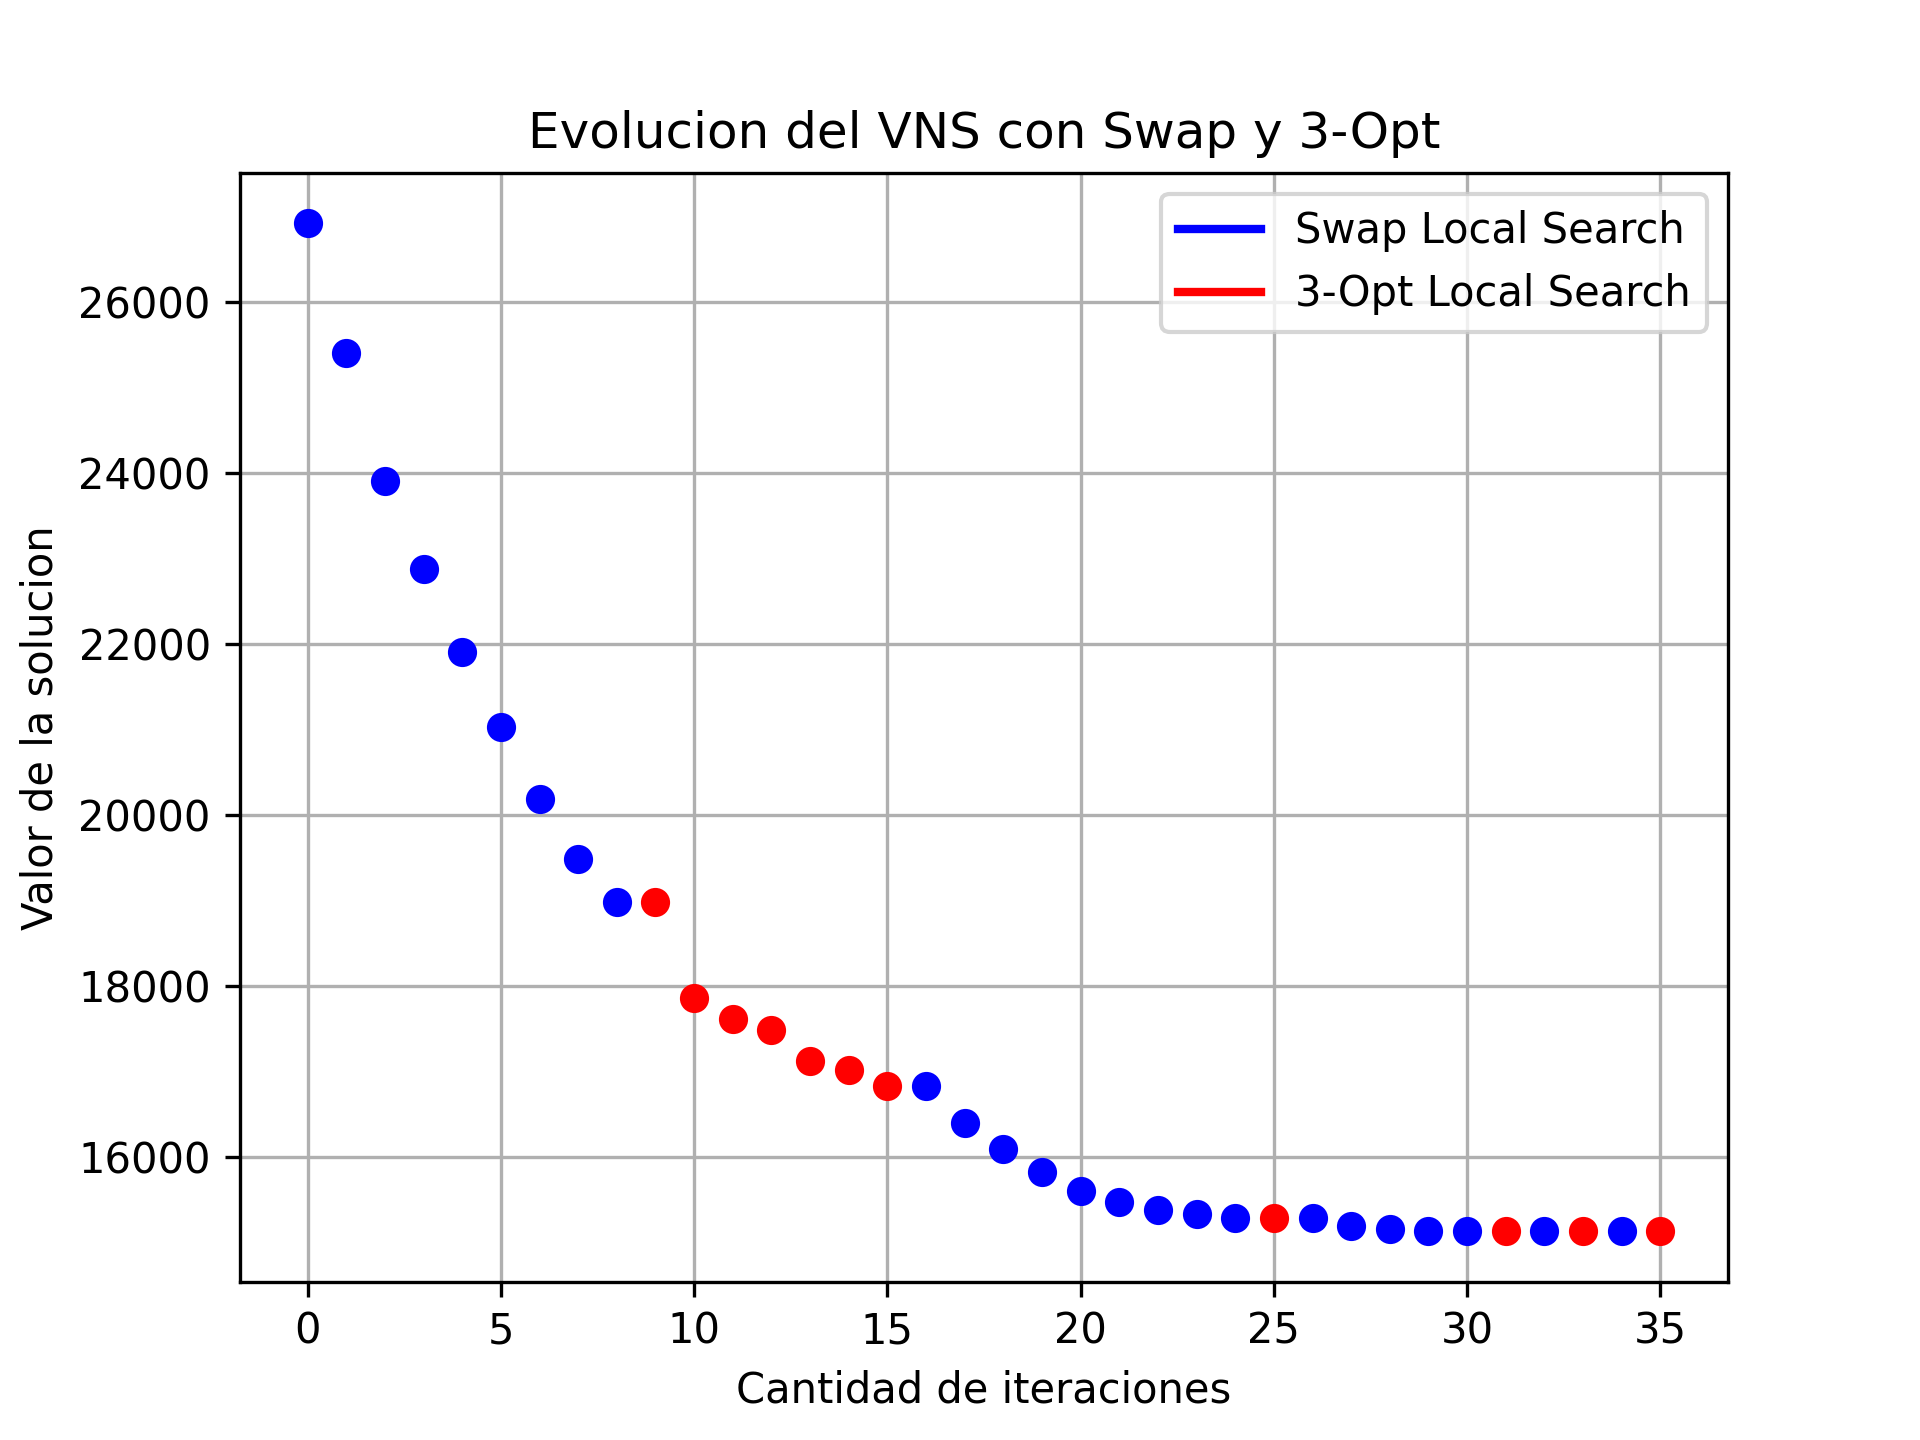 Evolucion del VNS con Swap y 3-Opt
Swap Local Search
3-Opt Local Search
Valor de la solucion
26000
24000
22000
20000
18000
16000
0 5 10 15 20 25 30 35
Cantidad de iteraciones